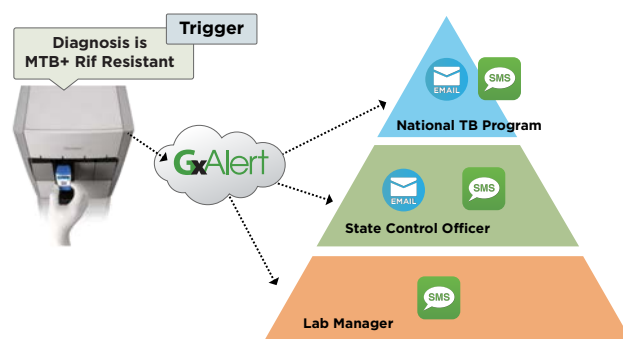 Trigger
Diagnosis is
MTB+ Rif Resistant
GxAlert
EMAIL
SMS
National TB Program
EMAIL
SMS
State Control Officer
SMS
Lab Manager